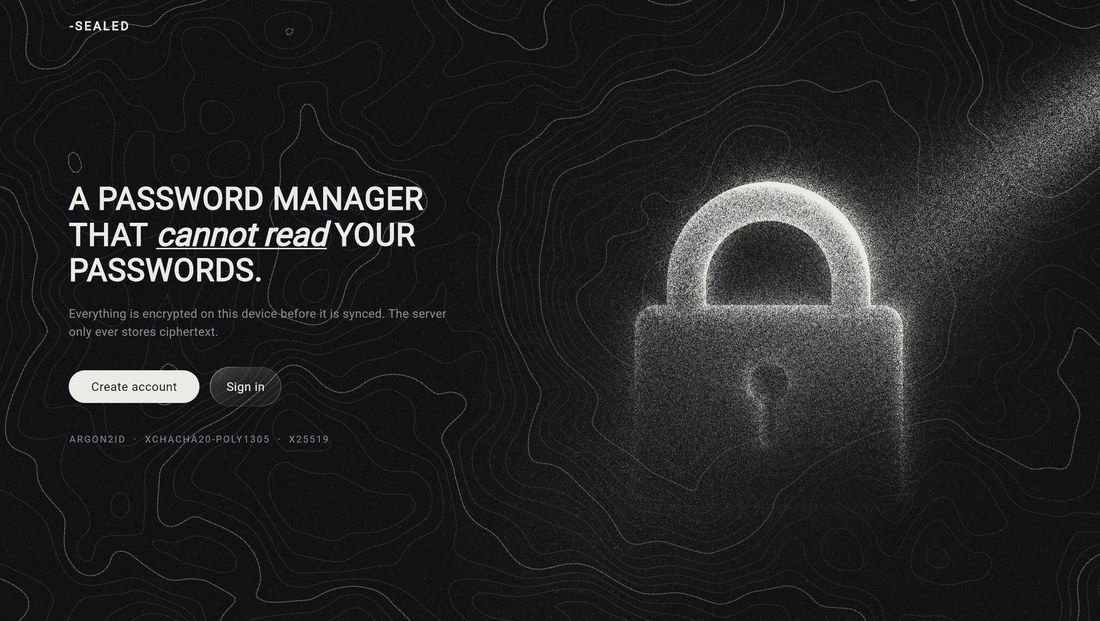 -SEALED
A PASSWORD MANAGER
THAT cannot read YOUR
PASSWORDS.
Everything is encrypted on this device before it is synced. The server
only ever stores ciphertext.
Create account
Sign in
ARGON2ID · XCHACHA20-POLY1305 · X25519